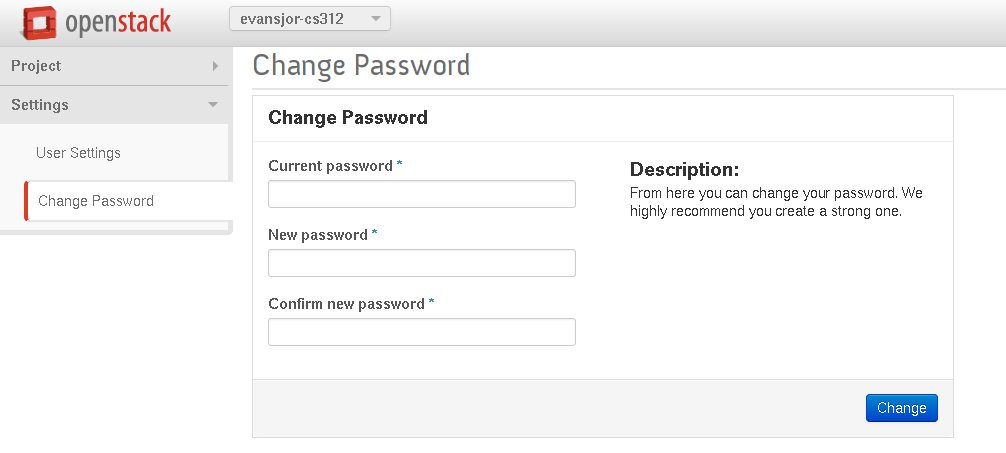 openstack
evansjor-cs312
Project
Settings
User Settings
Change Password
Change Password
Change Password
Current password *
New password *
Confirm new password *
Description:
From here you can change your password. We
highly recommend you create a strong one.
Change